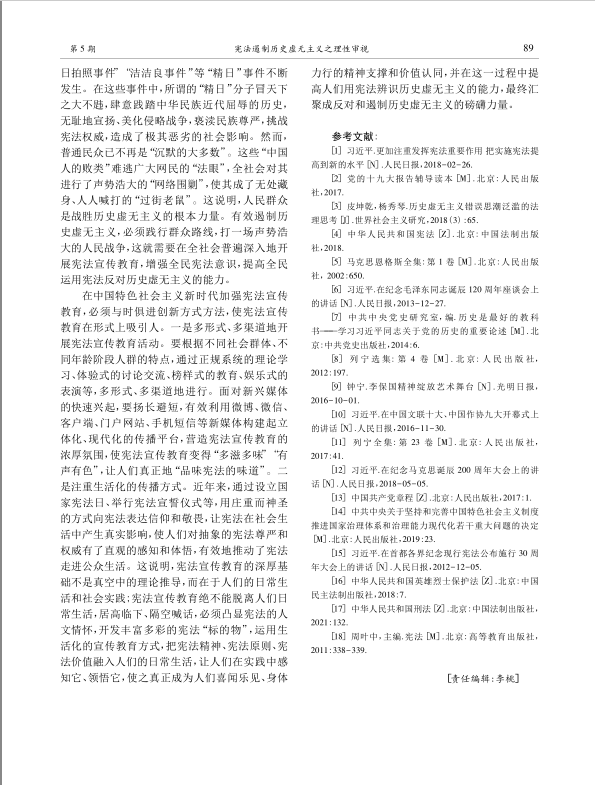 第 5 期
宪法遏制历史虚无主义之理性审视
89
日拍照事件” “洁洁良事件”等“精日”事件不断
发生。在这些事件中,所谓的“精日”分子冒天下
之大不韪,肆意践踏中华民族近代屈辱的历史,
无耻地宣扬、美化侵略战争,亵渎民族尊严,挑战
宪法权威,造成了极其恶劣的社会影响。然而,
普通民众已不再是“沉默的大多数”。这些“中国
人的败类”难逃广大网民的“法眼”,全社会对其
进行了声势浩大的“网络围剿”,使其成了无处藏
身、人人喊打的“过街老鼠”。这说明,人民群众
是战胜历史虚无主义的根本力量。有效遏制历
史虚无主义,必须践行群众路线,打一场声势浩
大的人民战争,这就需要在全社会普遍深入地开
展宪法宣传教育,增强全民宪法意识,提高全民
运用宪法反对历史虚无主义的能力。
在中国特色社会主义新时代加强宪法宣传
教育,必须与时俱进创新方式方法,使宪法宣传
教育在形式上吸引人。一是多形式、多渠道地开
展宪法宣传教育活动。要根据不同社会群体、不
同年龄阶段人群的特点,通过正规系统的理论学
习、体验式的讨论交流、榜样式的教育、娱乐式的
表演等,多形式、多渠道地进行。面对新兴媒体
的快速兴起,要扬长避短,有效利用微博、微信、
客户端、门户网站、手机短信等新媒体构建起立
体化、现代化的传播平台,营造宪法宣传教育的
浓厚氛围,使宪法宣传教育变得“多滋多味” “有
声有色”,让人们真正地“品味宪法的味道”。二
是注重生活化的传播方式。近年来,通过设立国
家宪法日、举行宪法宣誓仪式等,用庄重而神圣
的方式向宪法表达信仰和敬畏,让宪法在社会生
活中产生真实影响,使人们对抽象的宪法尊严和
权威有了直观的感知和体悟,有效地推动了宪法
走进公众生活。这说明,宪法宣传教育的深厚基
础不是真空中的理论推导,而在于人们的日常生
活和社会实践;宪法宣传教育绝不能脱离人们日
常生活,居高临下、隔空喊话,必须凸显宪法的人
文情怀,开发丰富多彩的宪法“标的物”,运用生
活化的宣传教育方式,把宪法精神、宪法原则、宪
法价值融入人们的日常生活,让人们在实践中感
知它、领悟它,使之真正成为人们喜闻乐见、身体
力行的精神支撑和价值认同,并在这一过程中提
高人们用宪法辨识历史虚无主义的能力,最终汇
聚成反对和遏制历史虚无主义的磅礴力量。
参考文献:
[1] 习近平.更加注重发挥宪法重要作用 把实施宪法提
高到新的水平[N].人民日报,2018-02-26.
[2] 党的十九大报告辅导读本[M].北京:人民出版
社,2017.
[3] 皮坤乾,杨秀琴.历史虚无主义错误思潮泛滥的法
理思考[J].世界社会主义研究,2018(3):65.
[4] 中华人民共和国宪法[Z].北京:中国法制出版
社,2018.
[5] 马克思恩格斯全集:第 1 卷[M].北京:人民出版
社, 2002:650.
[6] 习近平.在纪念毛泽东同志诞辰 120 周年座谈会上
的讲话[N].人民日报,2013-12-27.
[7] 中共中央党史研究室,编.历史是最好的教科
书——学习习近平同志关于党的历史的重要论述[M].北
京:中共党史出版社,2014:6.
[8] 列宁选集:第 4 卷[M].北京:人民出版社,
2012:197.
[9] 钟宁.李保国精神绽放艺术舞台[N].光明日报,
2016-10-01.
[10] 习近平.在中国文联十大、中国作协九大开幕式上
的讲话[N].人民日报,2016-11-30.
[11] 列宁全集:第 23 卷[M].北京:人民出版社,
2017:41.
[12] 习近平.在纪念马克思诞辰 200 周年大会上的讲
话[N].人民日报,2018-05-05.
[13] 中国共产党章程[Z].北京:人民出版社,2017:1.
[14] 中共中央关于坚持和完善中国特色社会主义制度
推进国家治理体系和治理能力现代化若干重大问题的决定
[M].北京:人民出版社,2019:23.
[15] 习近平.在首都各界纪念现行宪法公布施行 30 周
年大会上的讲话[N].人民日报,2012-12-05.
[16] 中华人民共和国英雄烈士保护法[Z].北京:中国
民主法制出版社,2018:7.
[17] 中华人民共和国刑法[Z].北京:中国法制出版社,
2021:132.
[18] 周叶中,主编.宪法[M].北京:高等教育出版社,
2011:338-339.
[责任编辑:李桃]